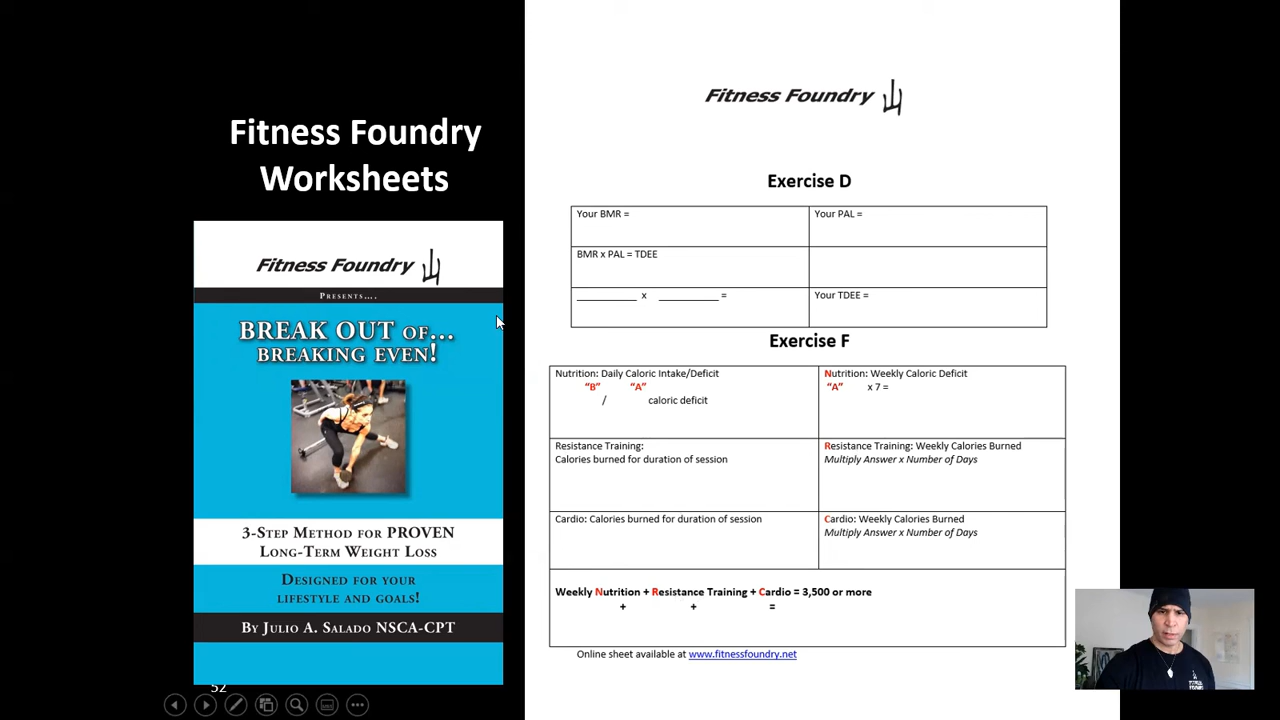 Fitness Foundry
Worksheets
Fitness Foundry
PRESENTS....
BREAK OUT OF...
BREAKING EVEN!
3-STEP METHOD FOR PROVEN
LONG-TERM WEIGHT LOSS
DESIGNED FOR YOUR
LIFESTYLE AND GOALS!
BY JULIO A. SALADO NSCA-CPT
52
Fitness Foundry
Exercise D
Your BMR =
Your PAL =
BMR x PAL = TDEE
__________ x __________ =
Your TDEE =
Exercise F
Nutrition: Daily Caloric Intake/Deficit
"B" "A"
/ caloric deficit
Nutrition: Weekly Caloric Deficit
"A" x 7 =
Resistance Training:
Calories burned for duration of session
Resistance Training: Weekly Calories Burned
Multiply Answer x Number of Days
Cardio: Calories burned for duration of session
Cardio: Weekly Calories Burned
Multiply Answer x Number of Days
Weekly Nutrition + Resistance Training + Cardio = 3,500 or more
+ + =
Online sheet available at www.fitnessfoundry.net
FITNESS